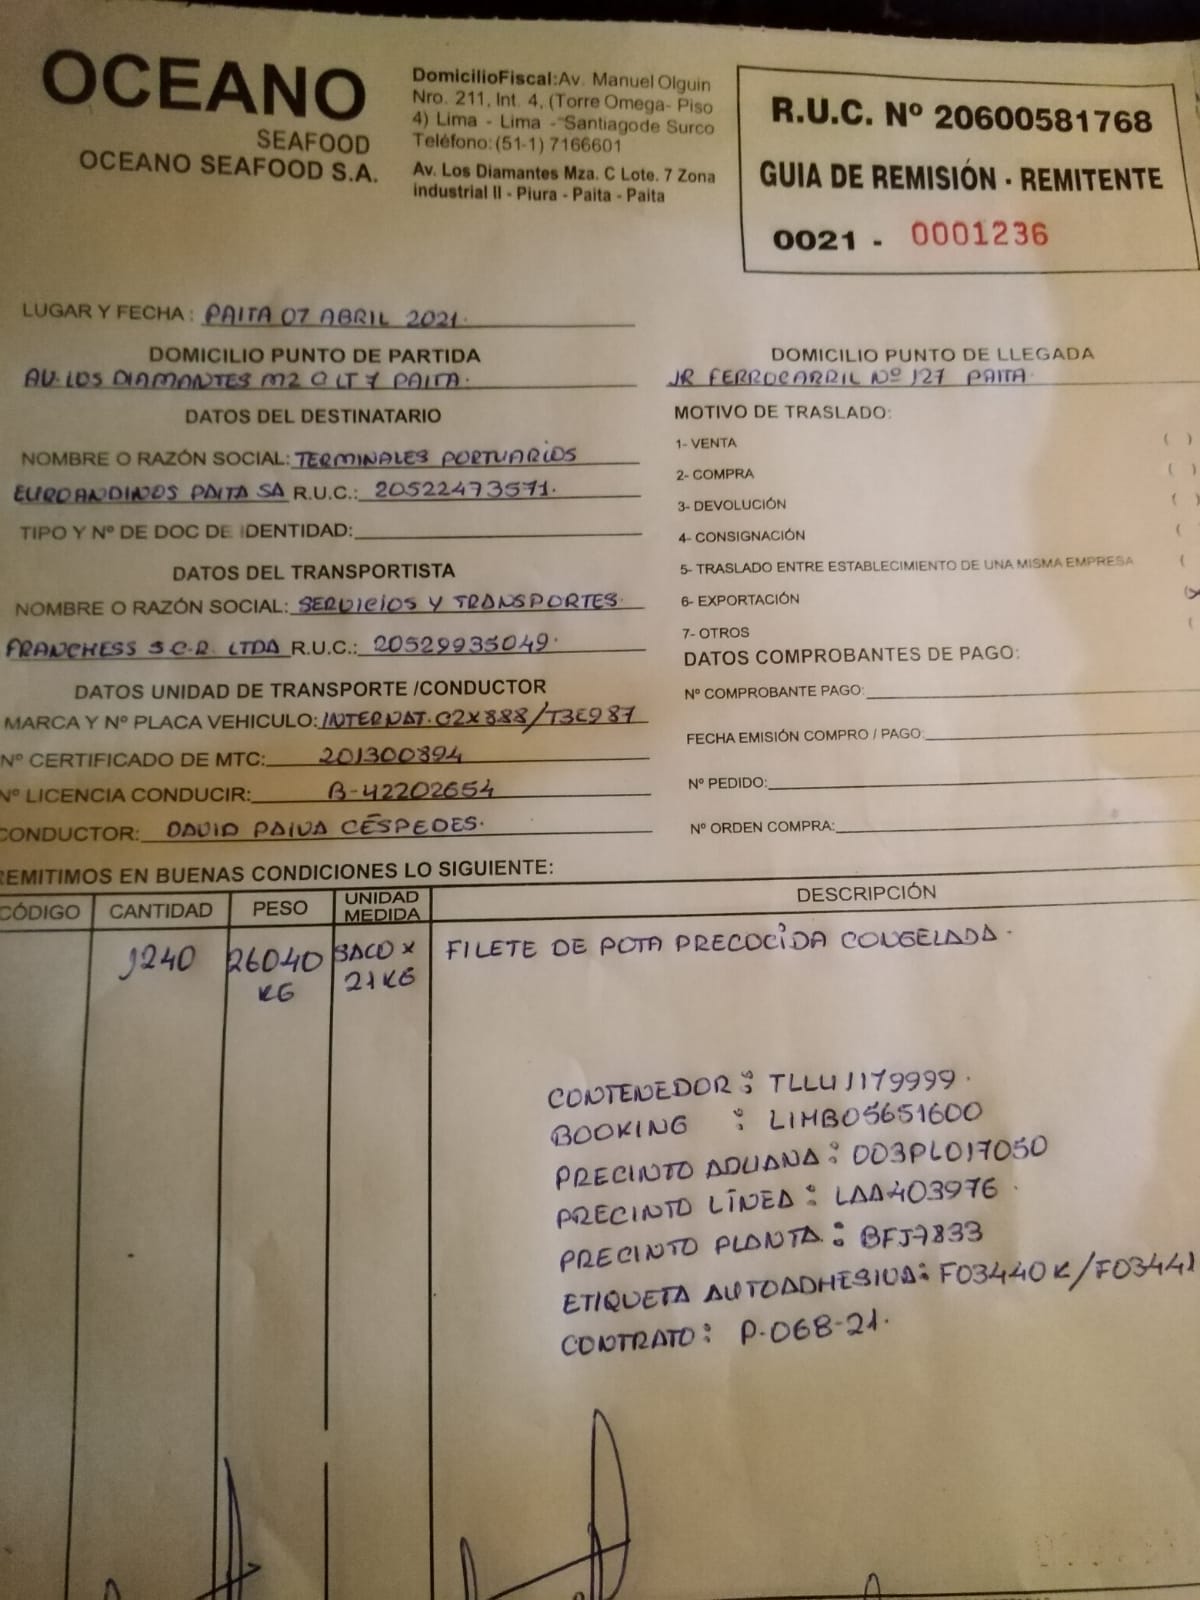 OCEANO
SEAFOOD
OCEANO SEAFOOD S.A.
DomicilioFiscal:Av. Manuel Olguin
Nro. 211, Int. 4, (Torre Omega- Piso
4) Lima - Lima - Santiagode Surco
Teléfono:(51-1) 7166601
Av. Los Diamantes Mza. C Lote. 7 Zona
industrial II - Piura - Paita - Paita
R.U.C. Nº 20600581768
GUIA DE REMISIÓN - REMITENTE
0021 - 0001236
LUGAR Y FECHA : PAITA 07 ABRIL 2021.
DOMICILIO PUNTO DE PARTIDA
AV. LOS DIAMANTES MZ C LT 7 PAITA.
DOMICILIO PUNTO DE LLEGADA
JR FERROCARRIL Nº 127 PAITA.
DATOS DEL DESTINATARIO
NOMBRE O RAZÓN SOCIAL: TERMINALES PORTUARIOS
EUROANDINOS PAITA SA R.U.C.: 20522473571.
TIPO Y Nº DE DOC DE IDENTIDAD:
MOTIVO DE TRASLADO:
1- VENTA ( )
2- COMPRA ( )
3- DEVOLUCIÓN ( )
4- CONSIGNACIÓN (
5- TRASLADO ENTRE ESTABLECIMIENTO DE UNA MISMA EMPRESA (
6- EXPORTACIÓN (X
7- OTROS (
DATOS DEL TRANSPORTISTA
NOMBRE O RAZÓN SOCIAL: SERVICIOS Y TRANSPORTES
FRANCHESS S.C.R. LTDA R.U.C.: 20529935049.
DATOS COMPROBANTES DE PAGO:
Nº COMPROBANTE PAGO:
FECHA EMISIÓN COMPRO / PAGO:
Nº PEDIDO:
Nº ORDEN COMPRA:
DATOS UNIDAD DE TRANSPORTE /CONDUCTOR
MARCA Y Nº PLACA VEHICULO: INTERNAT. C2X888/T3E987
Nº CERTIFICADO DE MTC: 201300894
Nº LICENCIA CONDUCIR: B-42202654
CONDUCTOR: DAVID PAIVA CÉSPEDES.
REMITIMOS EN BUENAS CONDICIONES LO SIGUIENTE:
CÓDIGO CANTIDAD PESO UNIDAD MEDIDA DESCRIPCIÓN
1240 26040 KG SACO x 21KG FILETE DE POTA PRECOCIDA CONGELADA.
CONTENEDOR : TLLU1179999.
BOOKING : LIMB05651600
PRECINTO ADUANA : 003PL017050
PRECINTO LÍNEA : LAA403976.
PRECINTO PLANTA : BFJ7833
ETIQUETA AUTOADHESIVA: F03440K/F03441
CONTRATO: P-068-21.